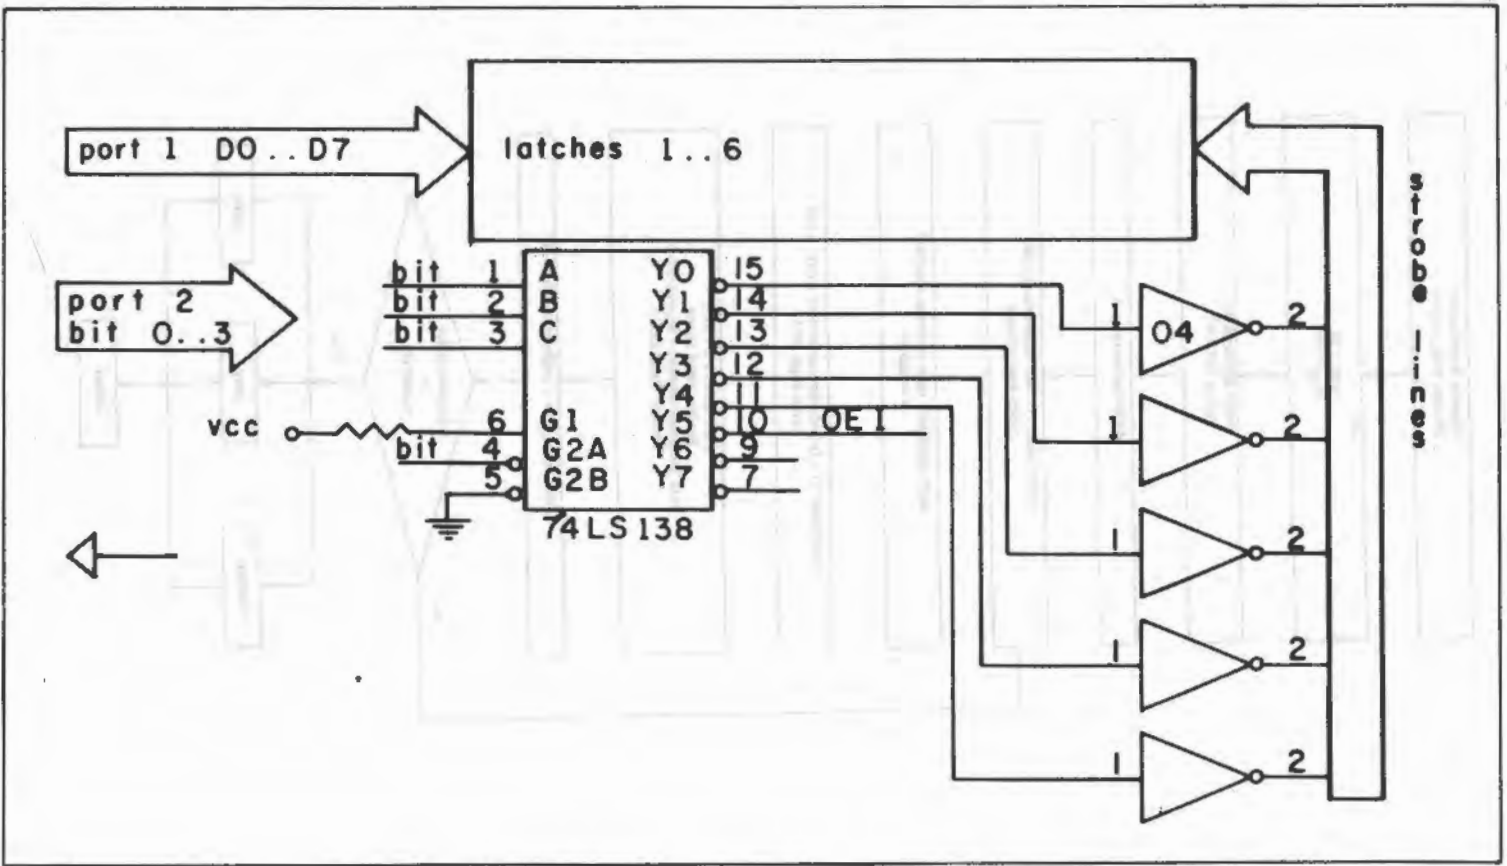 port 1 D0..D7
latches 1..6
strobe lines
port 2
bit 0..3
bit 1 A
bit 2 B
bit 3 C
vcc
6 G1
bit 4 G2A
5 G2B
Y0 15
Y1 14
Y2 13
Y3 12
Y4 11
Y5 10 OE1
Y6 9
Y7 7
74LS138
1 04 2
1 2
1 2
1 2
1 2